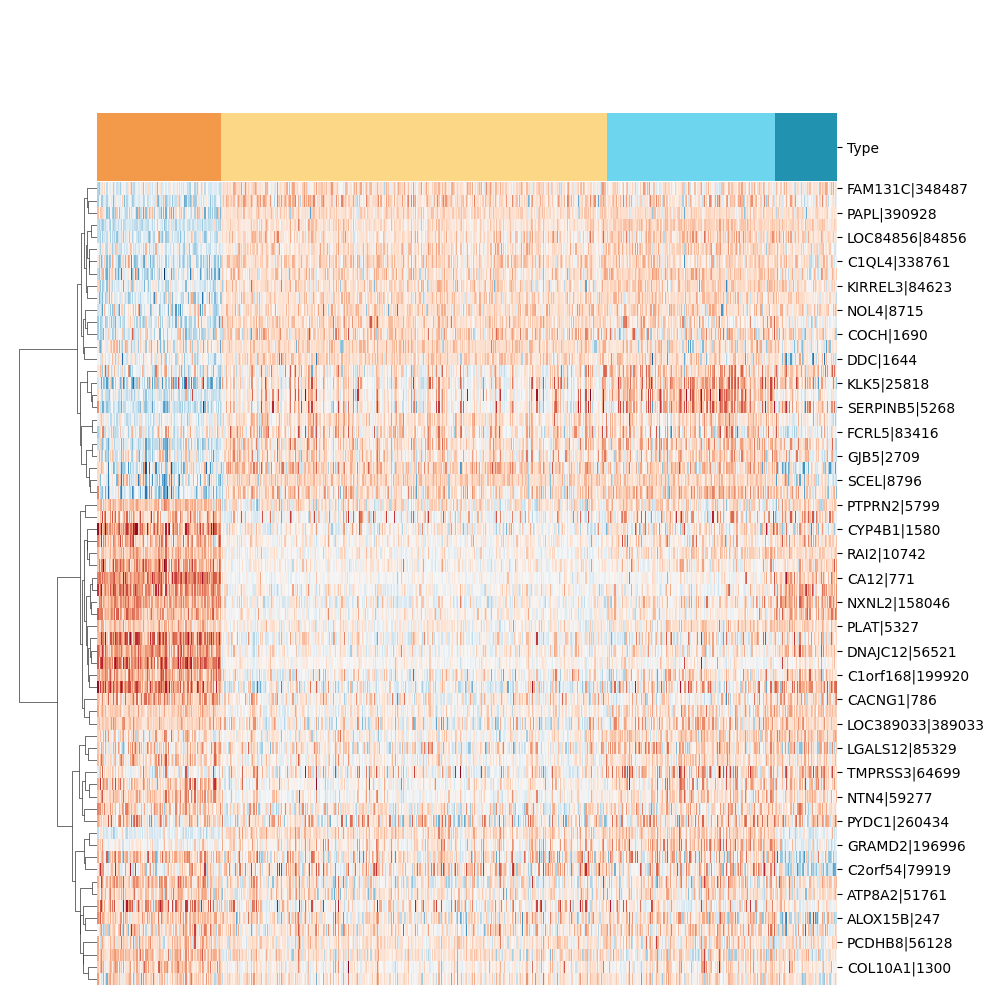 Type
FAM131C|348487
PAPL|390928
LOC84856|84856
C1QL4|338761
KIRREL3|84623
NOL4|8715
COCH|1690
DDC|1644
KLK5|25818
SERPINB5|5268
FCRL5|83416
GJB5|2709
SCEL|8796
PTPRN2|5799
CYP4B1|1580
RAI2|10742
CA12|771
NXNL2|158046
PLAT|5327
DNAJC12|56521
C1orf168|199920
CACNG1|786
LOC389033|389033
LGALS12|85329
TMPRSS3|64699
NTN4|59277
PYDC1|260434
GRAMD2|196996
C2orf54|79919
ATP8A2|51761
ALOX15B|247
PCDHB8|56128
COL10A1|1300